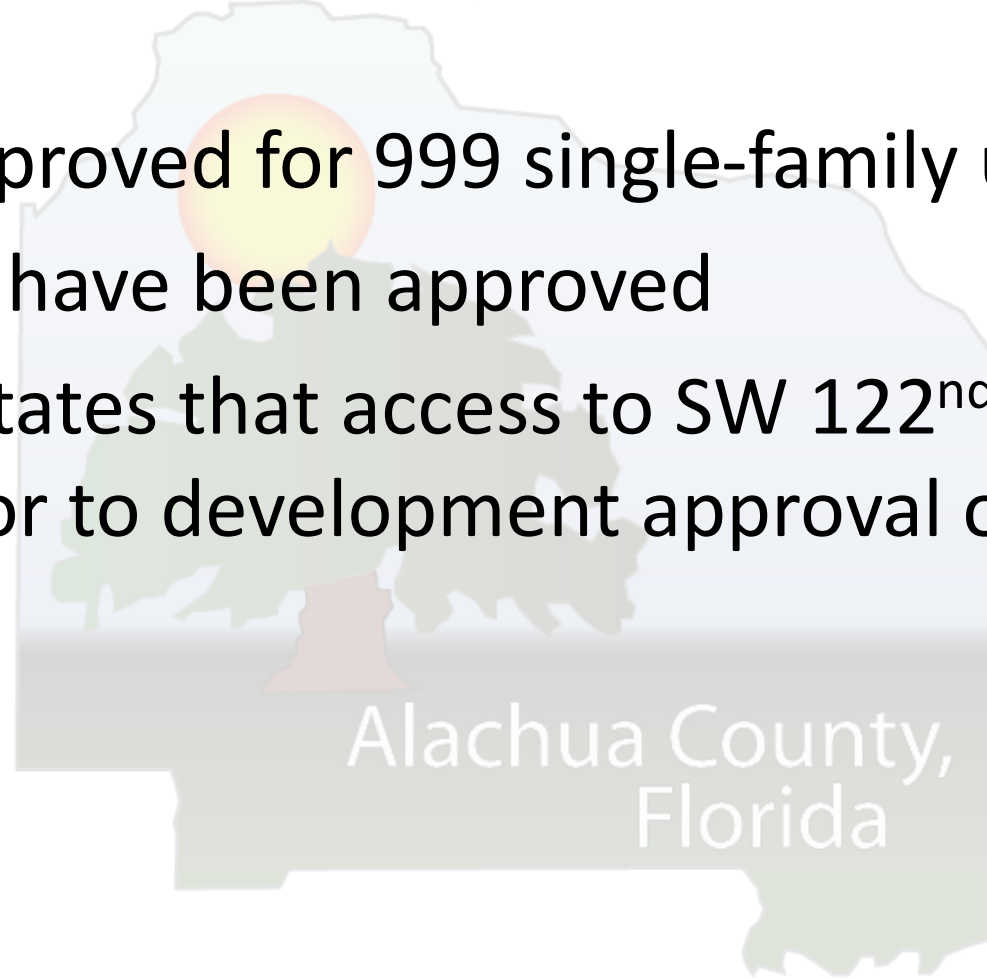 proved for 999 single-family
have been approved
tates that access to SW 122nd
or to development approval
Alachua County,
Florida